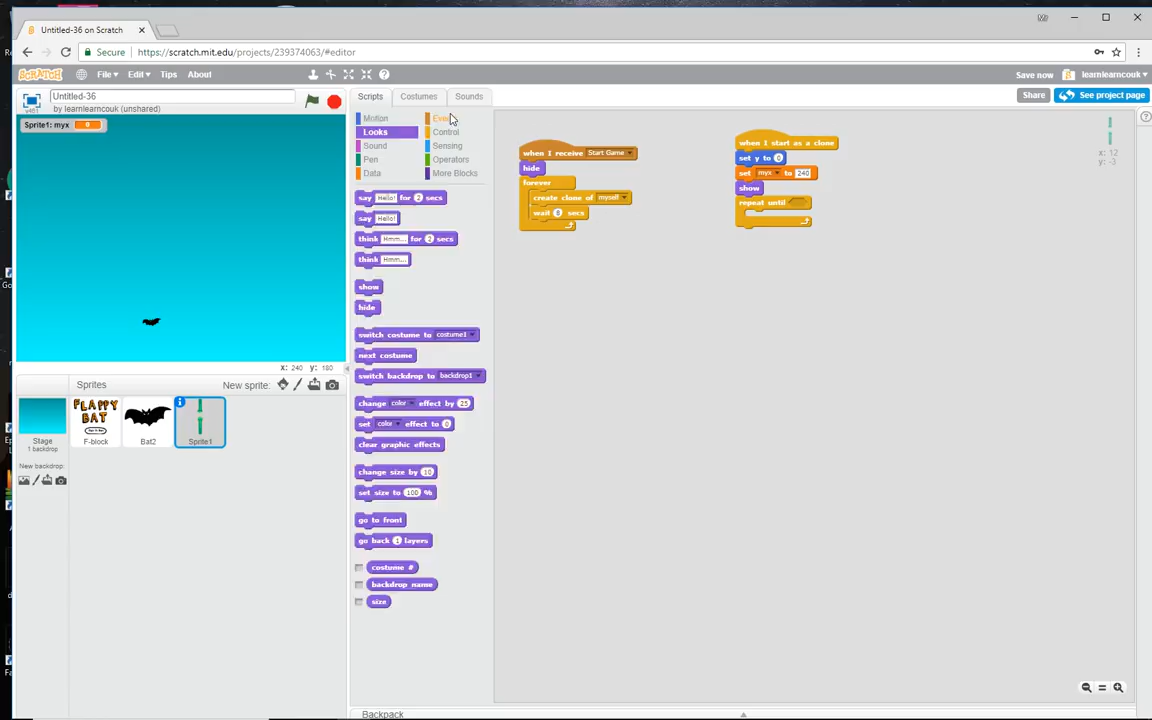 Untitled-36 on Scratch
Secure https://scratch.mit.edu/projects/239374063/#editor
SCRATCH File Edit Tips About Save now learnlearncouk
v461 Untitled-36
by learnlearncouk (unshared)
Scripts Costumes Sounds
Share See project page
Sprite1: myx 0
Motion
Looks Control
Sound Sensing
Pen Operators
Data More Blocks
say Hello! for 2 secs
say Hello!
think Hmm... for 2 secs
think Hmm...
show
hide
switch costume to costume1
next costume
switch backdrop to backdrop1
change color effect by 25
set color effect to 0
clear graphic effects
change size by 10
set size to 100 %
go to front
go back 1 layers
costume #
backdrop name
size
when I receive Start Game
hide
forever
create clone of myself
wait 8 secs
when I start as a clone
set y to 0
set myx to 240
show
repeat until
x: 12
y: -3
x: 240 y: 180
Sprites New sprite:
FLAPPY
BAT
Stage
1 backdrop
F-block
Bat2
Sprite1
New backdrop:
Backpack